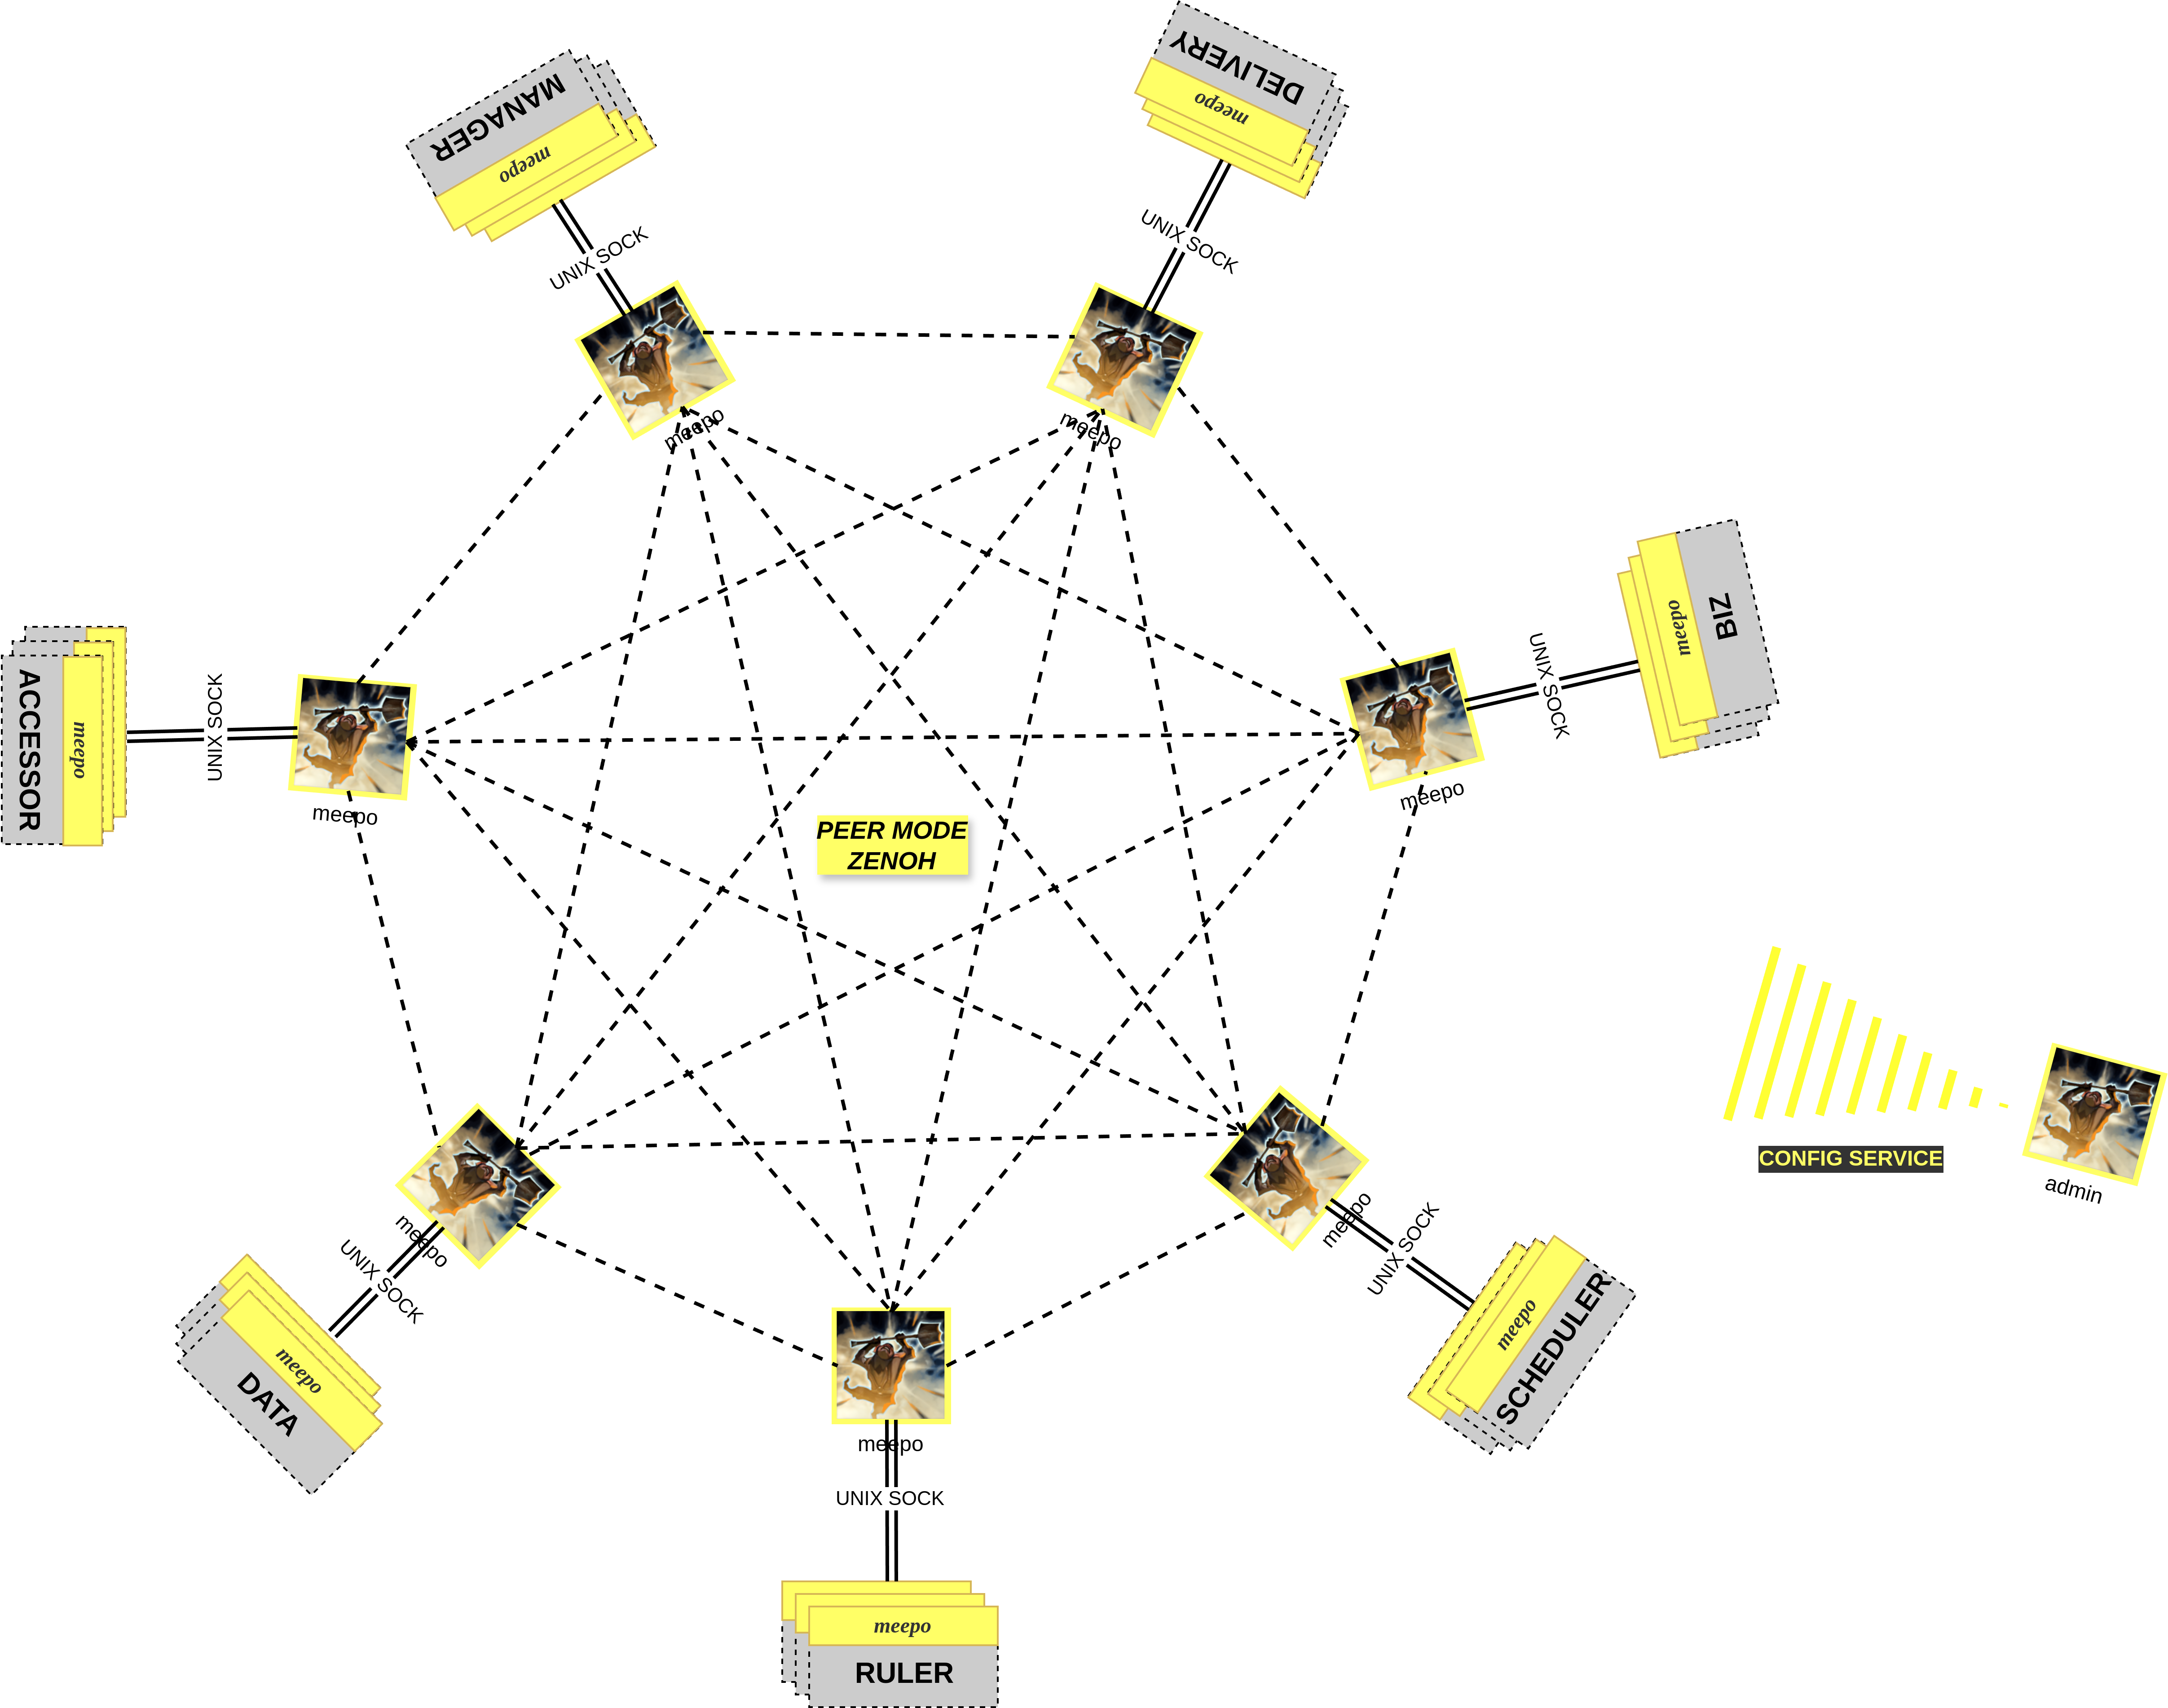 DELIVERY
meepo
MANAGER
meepo
UNIX SOCK
UNIX SOCK
meepo
meepo
BIZ
meepo
UNIX SOCK
ACCESSOR
meepo
UNIX SOCK
meepo
meepo
PEER MODE
ZENOH
CONFIG SERVICE
admin
meepo
UNIX SOCK
meepo
UNIX SOCK
DATA
meepo
SCHEDULER
meepo
meepo
UNIX SOCK
meepo
RULER